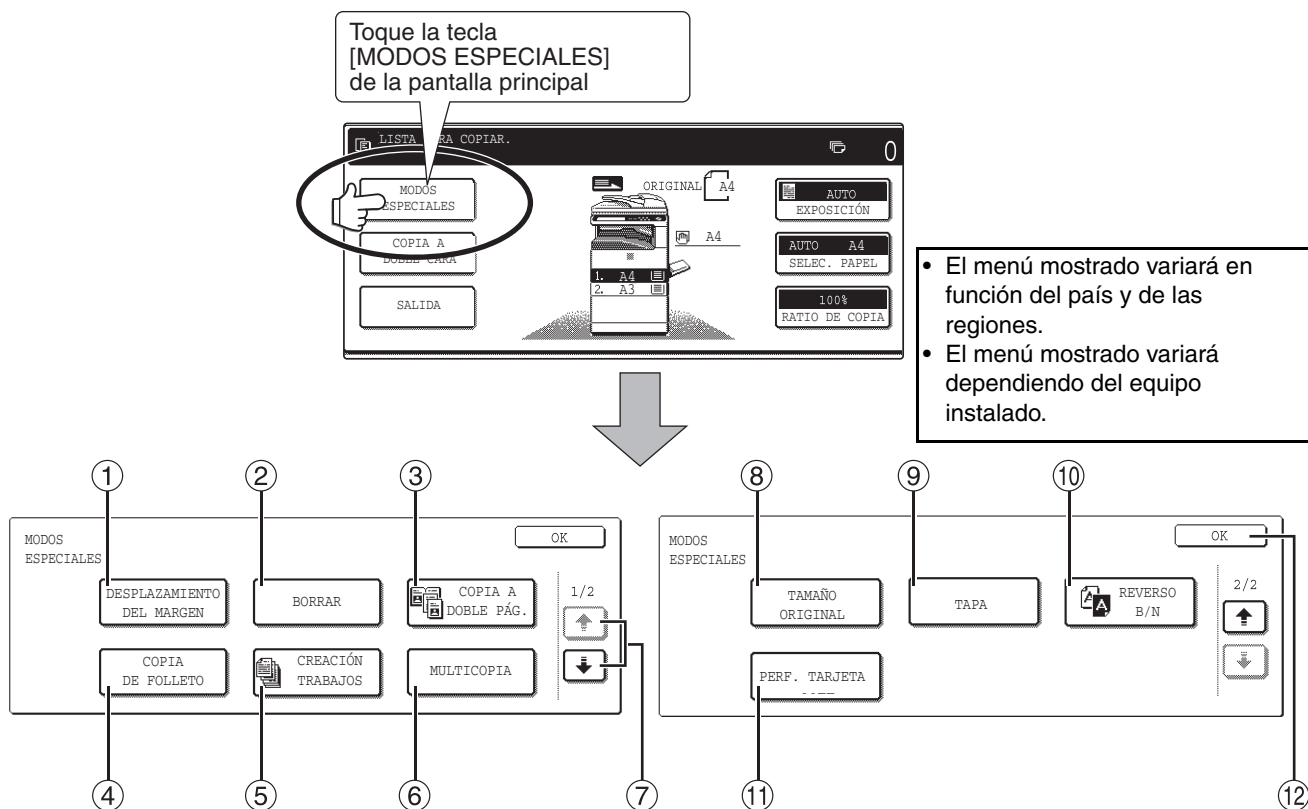 Toque la tecla
[MODOS ESPECIALES]
de la pantalla principal
LISTA COPIAR.
0
MODOS
ESPECIALES
COPIA A
DOBLE CARA
SALIDA
ORIGINAL A4
A4
1. A4
2. A3
AUTO
EXPOSICIÓN
AUTO A4
SELEC. PAPEL
100%
RATIO DE COPIA
• El menú mostrado variará en
función del país y de las
regiones.
• El menú mostrado variará
dependiendo del equipo
instalado.
1 2 3
MODOS
ESPECIALES
OK
DESPLAZAMIENTO
DEL MARGEN
BORRAR
COPIA A
DOBLE PÁG.
1/2
COPIA
DE FOLLETO
CREACIÓN
TRABAJOS
MULTICOPIA
4 5 6 7
8 9 10
MODOS
ESPECIALES
OK
TAMAÑO
ORIGINAL
TAPA
A A
REVERSO
B/N
2/2
PERF. TARJETA
11 12